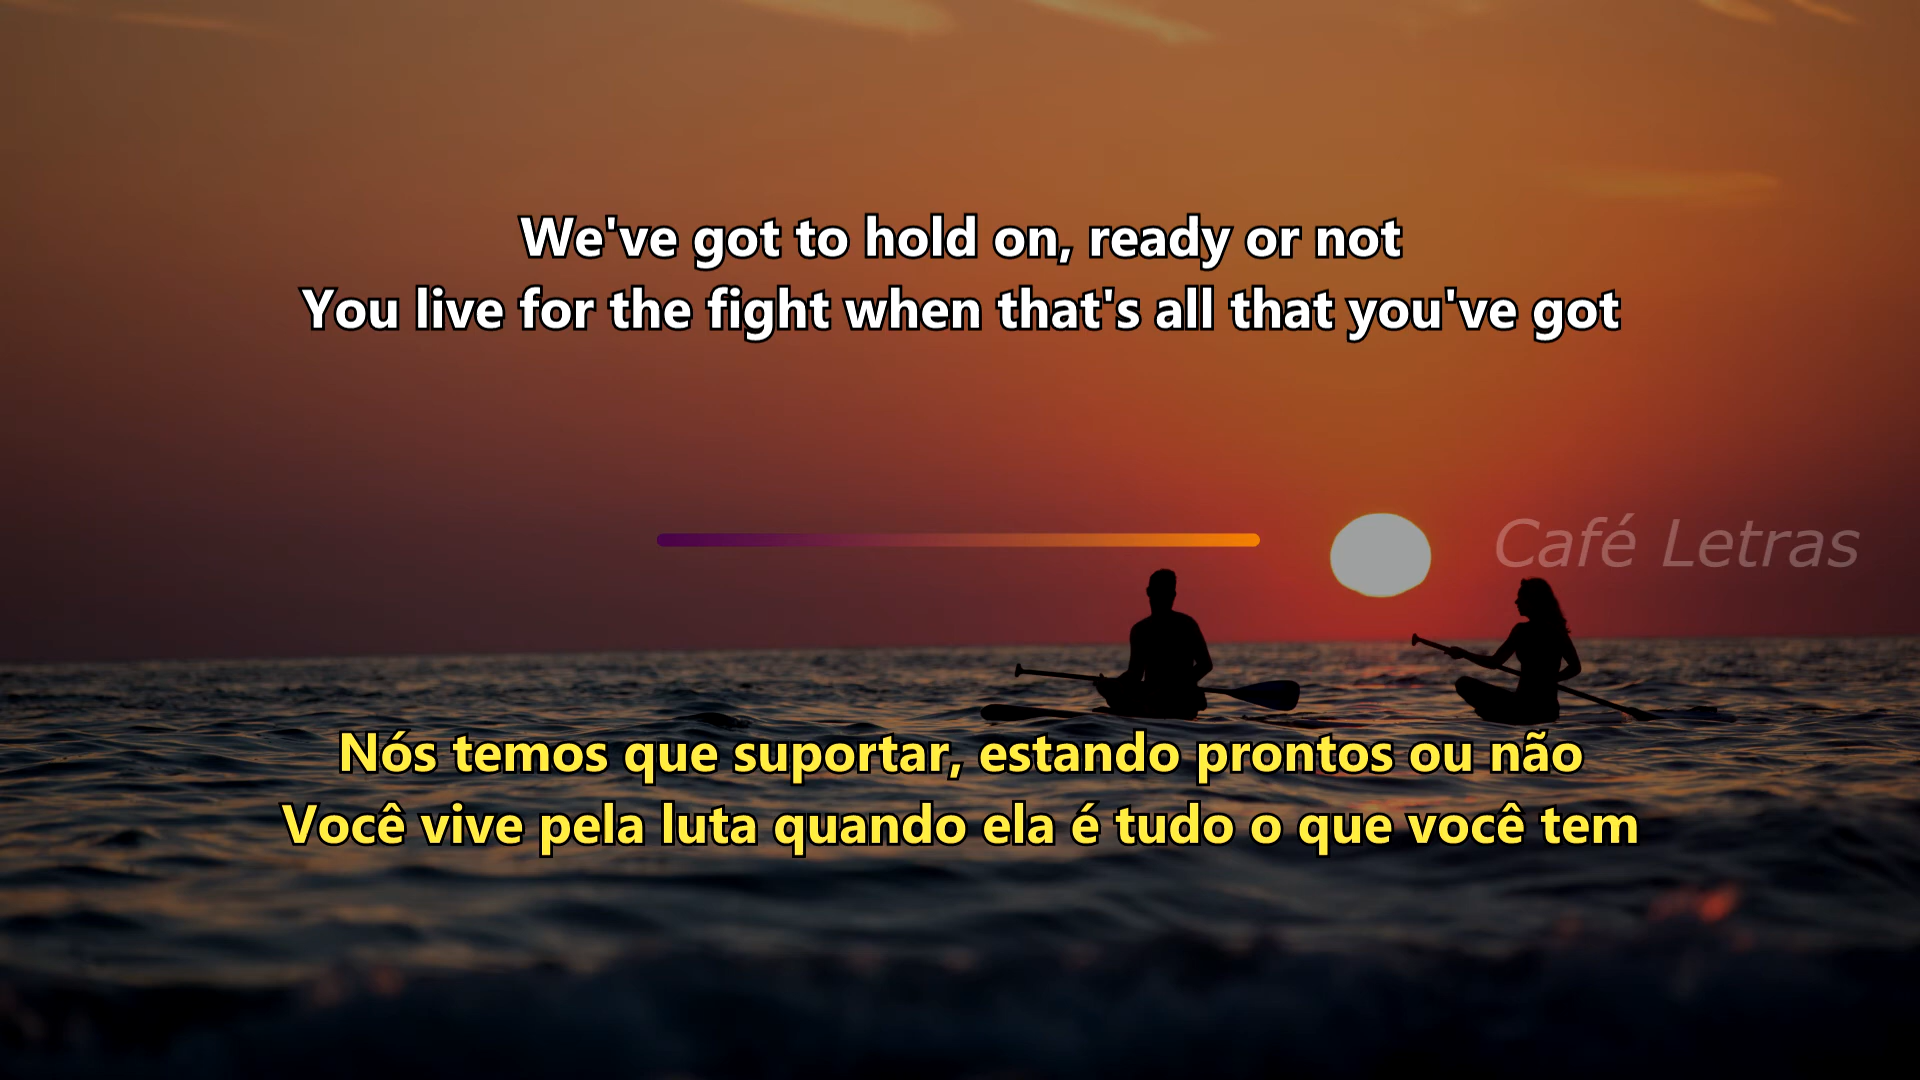 We've got to hold on, ready or not
You live for the fight when that's all that you've got
Café Letras
Nós temos que suportar, estando prontos ou não
Você vive pela luta quando ela é tudo o que você tem